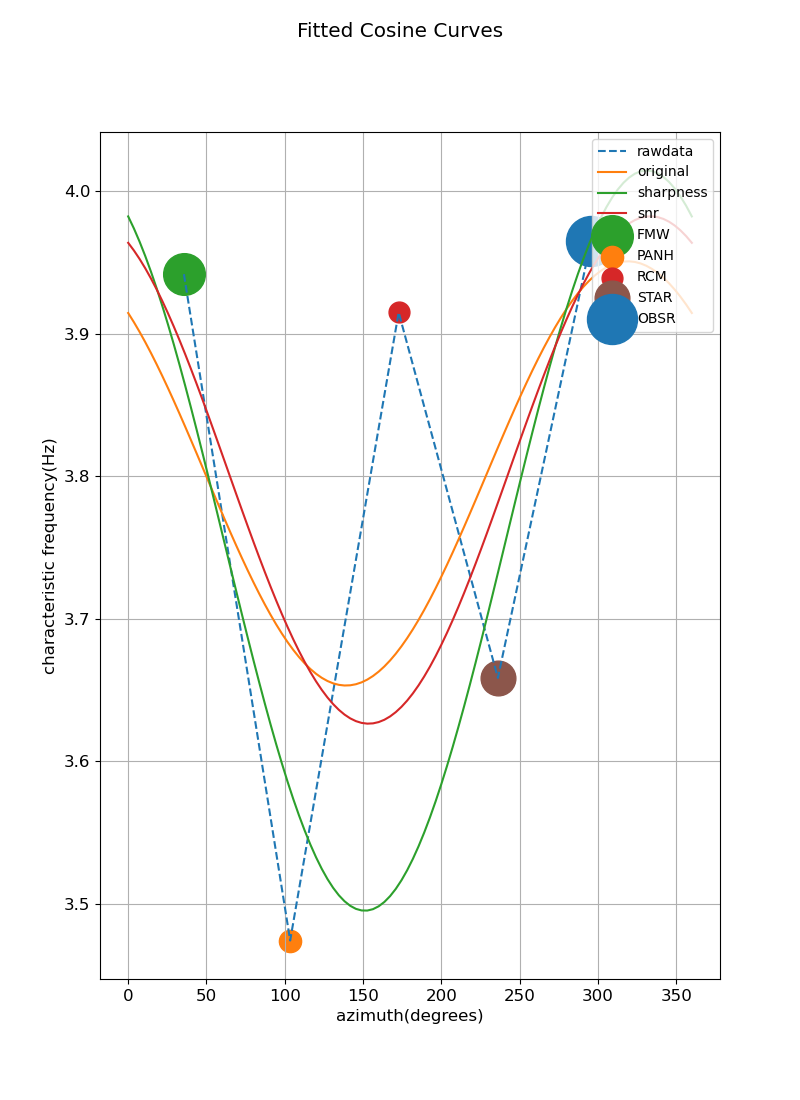 Fitted Cosine Curves
rawdata
original
sharpness
snr
FMW
PANH
RCM
STAR
OBSR
characteristic frequency(Hz)
4.0
3.9
3.8
3.7
3.6
3.5
0 50 100 150 200 250 300 350
azimuth(degrees)